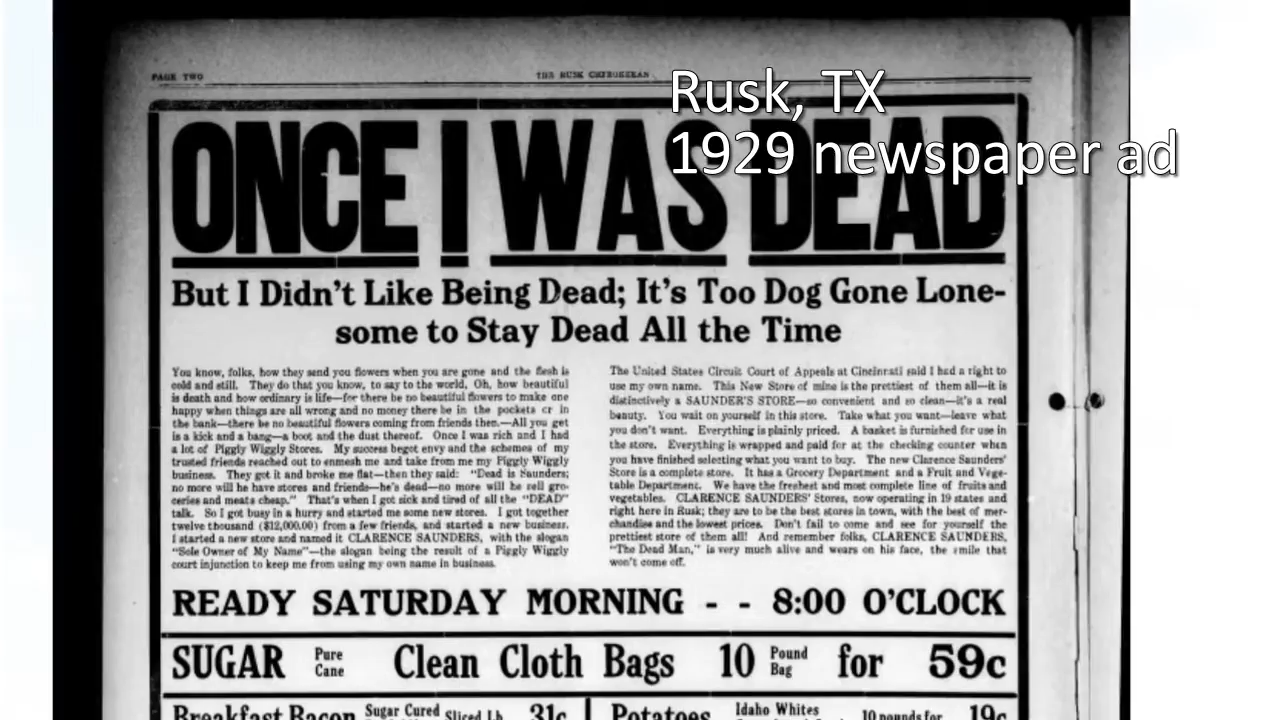 PAGE TWO
THE RUSK CHEROKEEAN
Rusk, TX
1929 newspaper ad
ONCE I WAS DEAD
But I Didn't Like Being Dead; It's Too Dog Gone Lone-
some to Stay Dead All the Time
You know, folks, how they send you flowers when you are gone and the flesh is
cold and still. They do that you know, to say to the world, Oh, how beautiful
is death and how ordinary is life—for there be no beautiful flowers to make one
happy when things are all wrong and no money there be in the pockets or in
the bank—there be no beautiful flowers coming from friends then.—All you get
is a kick and a bang—a boot and the dust thereof. Once I was rich and I had
a lot of Piggly Wiggly Stores. My success begot envy and the schemes of my
trusted friends reached out to enmesh me and take from me my Piggly Wiggly
business. They got it and broke me flat—then they said: "Dead is Saunders;
no more will he have stores and friends—he's dead—no more will he sell gro-
ceries and meats cheap." That's when I got sick and tired of all the "DEAD"
talk. So I got busy in a hurry and started me some new stores. I got together
twelve thousand ($12,000.00) from a few friends, and started a new business.
I started a new store and named it CLARENCE SAUNDERS, with the slogan
"Sole Owner of My Name"—the slogan being the result of a Piggly Wiggly
court injunction to keep me from using my own name in business.
The United States Circuit Court of Appeals at Cincinrati said I had a right to
use my own name. This New Store of mine is the prettiest of them all—it is
distinctively a SAUNDER'S STORE—so convenient and so clean—it's a real
beauty. You wait on yourself in this store. Take what you want—leave what
you don't want. Everything is plainly priced. A basket is furnished for use in
the store. Everything is wrapped and paid for at the checking counter when
you have finished selecting what you want to buy. The new Clarence Saunders'
Store is a complete store. It has a Grocery Department and a Fruit and Vege-
table Department. We have the freshest and most complete line of fruits and
vegetables. CLARENCE SAUNDERS' Stores, now operating in 19 states and
right here in Rusk; they are to be the best stores in town, with the best of mer-
chandise and the lowest prices. Don't fail to come and see for yourself the
prettiest store of them all! And remember folks, CLARENCE SAUNDERS,
"The Dead Man," is very much alive and wears on his face, the smile that
won't come off.
READY SATURDAY MORNING - - 8:00 O'CLOCK
SUGAR Pure Cane Clean Cloth Bags 10 Pound Bag for 59c
Breakfast Bacon Sugar Cured Sliced Lb. 31c Potatoes Idaho Whites 10 pounds for 19c